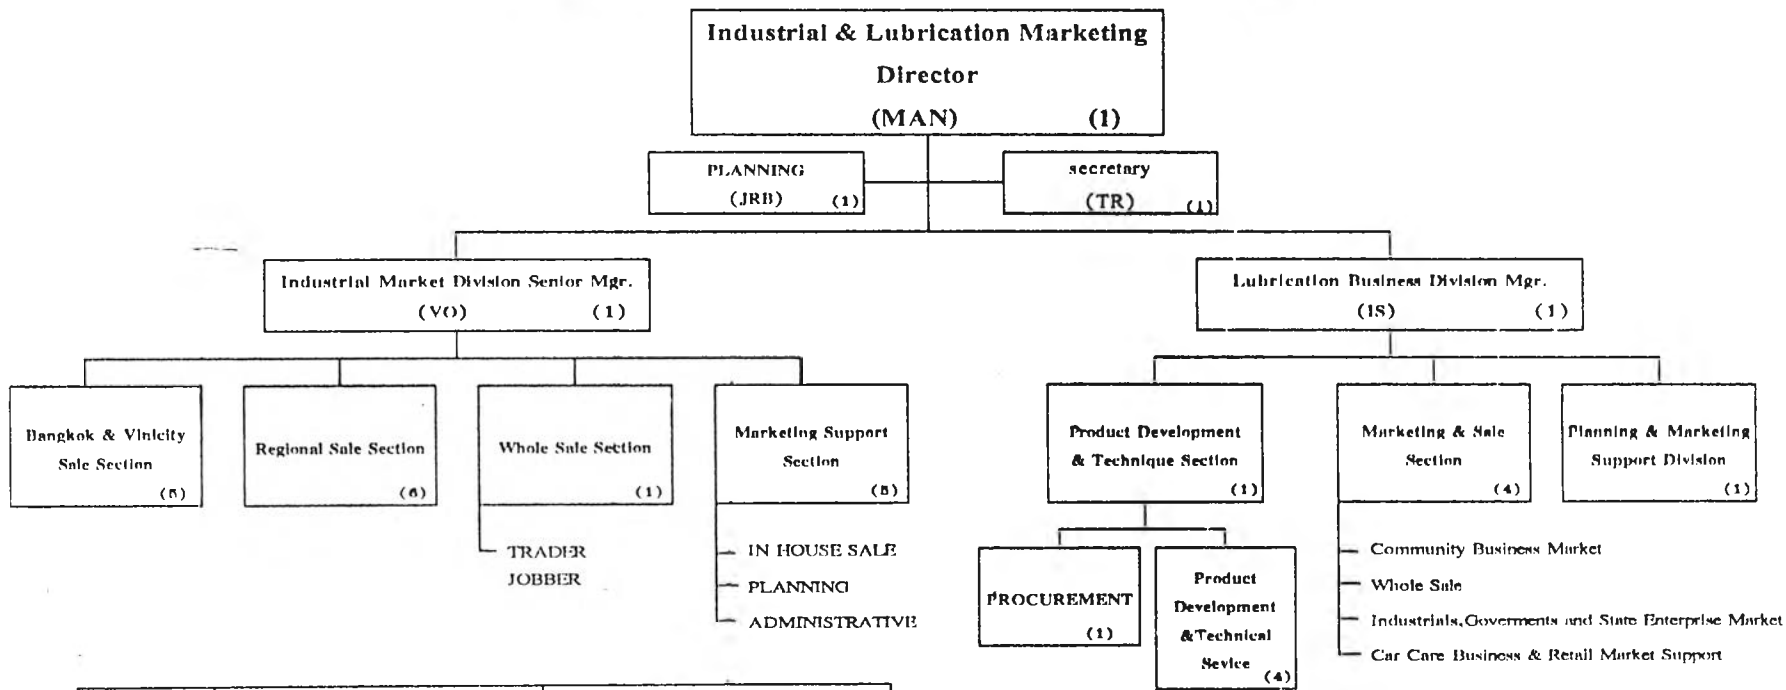 Industrial & Lubrication Marketing
Director
(MAN) (1)
PLANNING
(JRB) (1)
secretary
(TR) (1)
Industrial Market Division Senior Mgr.
(VO) (1)
Lubrication Business Division Mgr.
(IS) (1)
Bangkok & Vinicity
Sale Section
(5)
Regional Sale Section
(6)
Whole Sale Section
(1)
Marketing Support
Section
(5)
Product Development
& Technique Section
(1)
Marketing & Sale
Section
(4)
Planning & Marketing
Support Division
(1)
TRADER
JOBBER
IN HOUSE SALE
PLANNING
ADMINISTRATIVE
PROCUREMENT
(1)
Product
Development
&Technical
Sevice
(4)
Community Business Market
Whole Sale
Industrials,Goverments and State Enterprise Market
Car Care Business & Retail Market Support